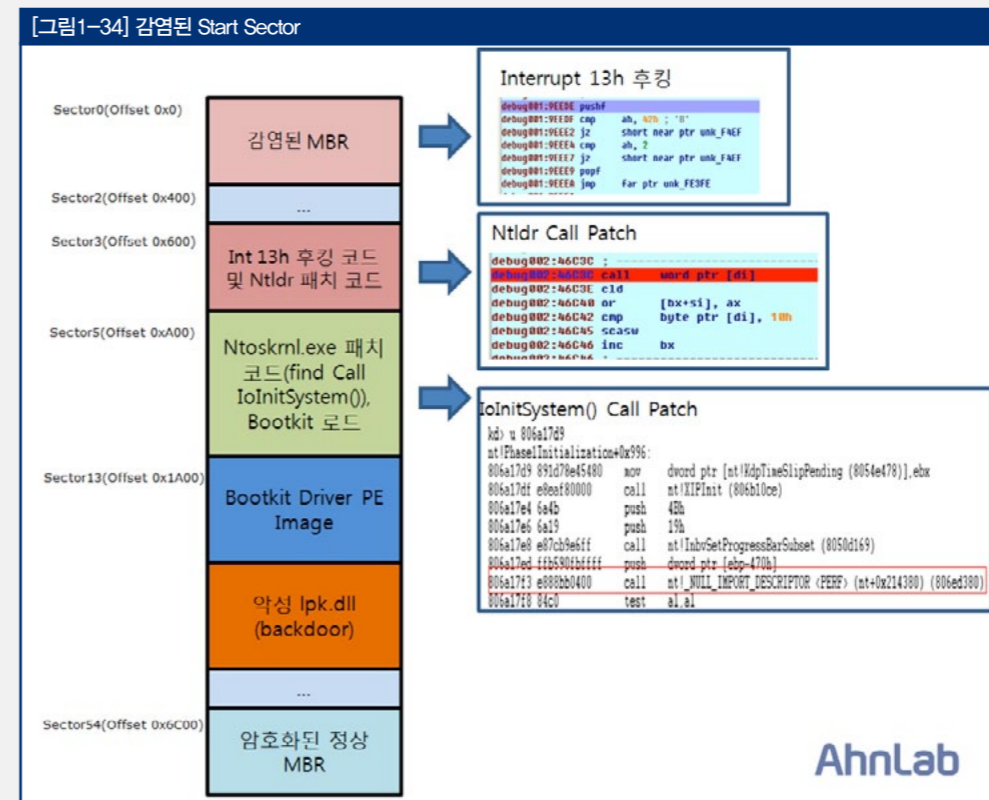 [그림1-34] 감염된 Start Sector
Sector0(Offset 0x0)
감염된 MBR
Sector2(Offset 0x400)
...
Sector3(Offset 0x600)
Int 13h 후킹 코드
및 Ntldr 패치 코드
Sector5(Offset 0xA00)
Ntoskrnl.exe 패치
코드(find Call
IoInitSystem()),
Bootkit 로드
Sector13(Offset 0x1A00)
Bootkit Driver PE
Image
악성 lpk.dll
(backdoor)
...
Sector54(Offset 0x6C00)
암호화된 정상
MBR
Interrupt 13h 후킹
debug001:9EEDE pushf
debug001:9EEDF cmp ah, 42h ; 'B'
debug001:9EEE2 jz short near ptr unk_F4EF
debug001:9EEE4 cmp ah, 2
debug001:9EEE7 jz short near ptr unk_F4EF
debug001:9EEE9 popf
debug001:9EEEA jmp far ptr unk_FE3FE
Ntldr Call Patch
debug002:46C3C ;
debug002:46C3C call word ptr [di]
debug002:46C3E cld
debug002:46C40 or [bx+si], ax
debug002:46C42 cmp byte ptr [di], 10h
debug002:46C45 scasw
debug002:46C46 inc bx
debug002:46C46 ;
IoInitSystem() Call Patch
kd> u 806a17d9
nt!Phase1Initialization+0x996:
806a17d9 891d78e45480 mov dword ptr [nt!KdpTimeSlipPending (8054e478)],ebx
806a17df e8eaf80000 call nt!XIPInit (806b10ce)
806a17e4 6a4b push 4Bh
806a17e6 6a19 push 19h
806a17e8 e87cb9e6ff call nt!InbvSetProgressBarSubset (8050d169)
806a17ed ffb590fbffff push dword ptr [ebp-470h]
806a17f3 e888bb0400 call nt!_NULL_IMPORT_DESCRIPTOR <PERF> (nt+0x214380) (806ed380)
806a17f8 84c0 test al,al
AhnLab